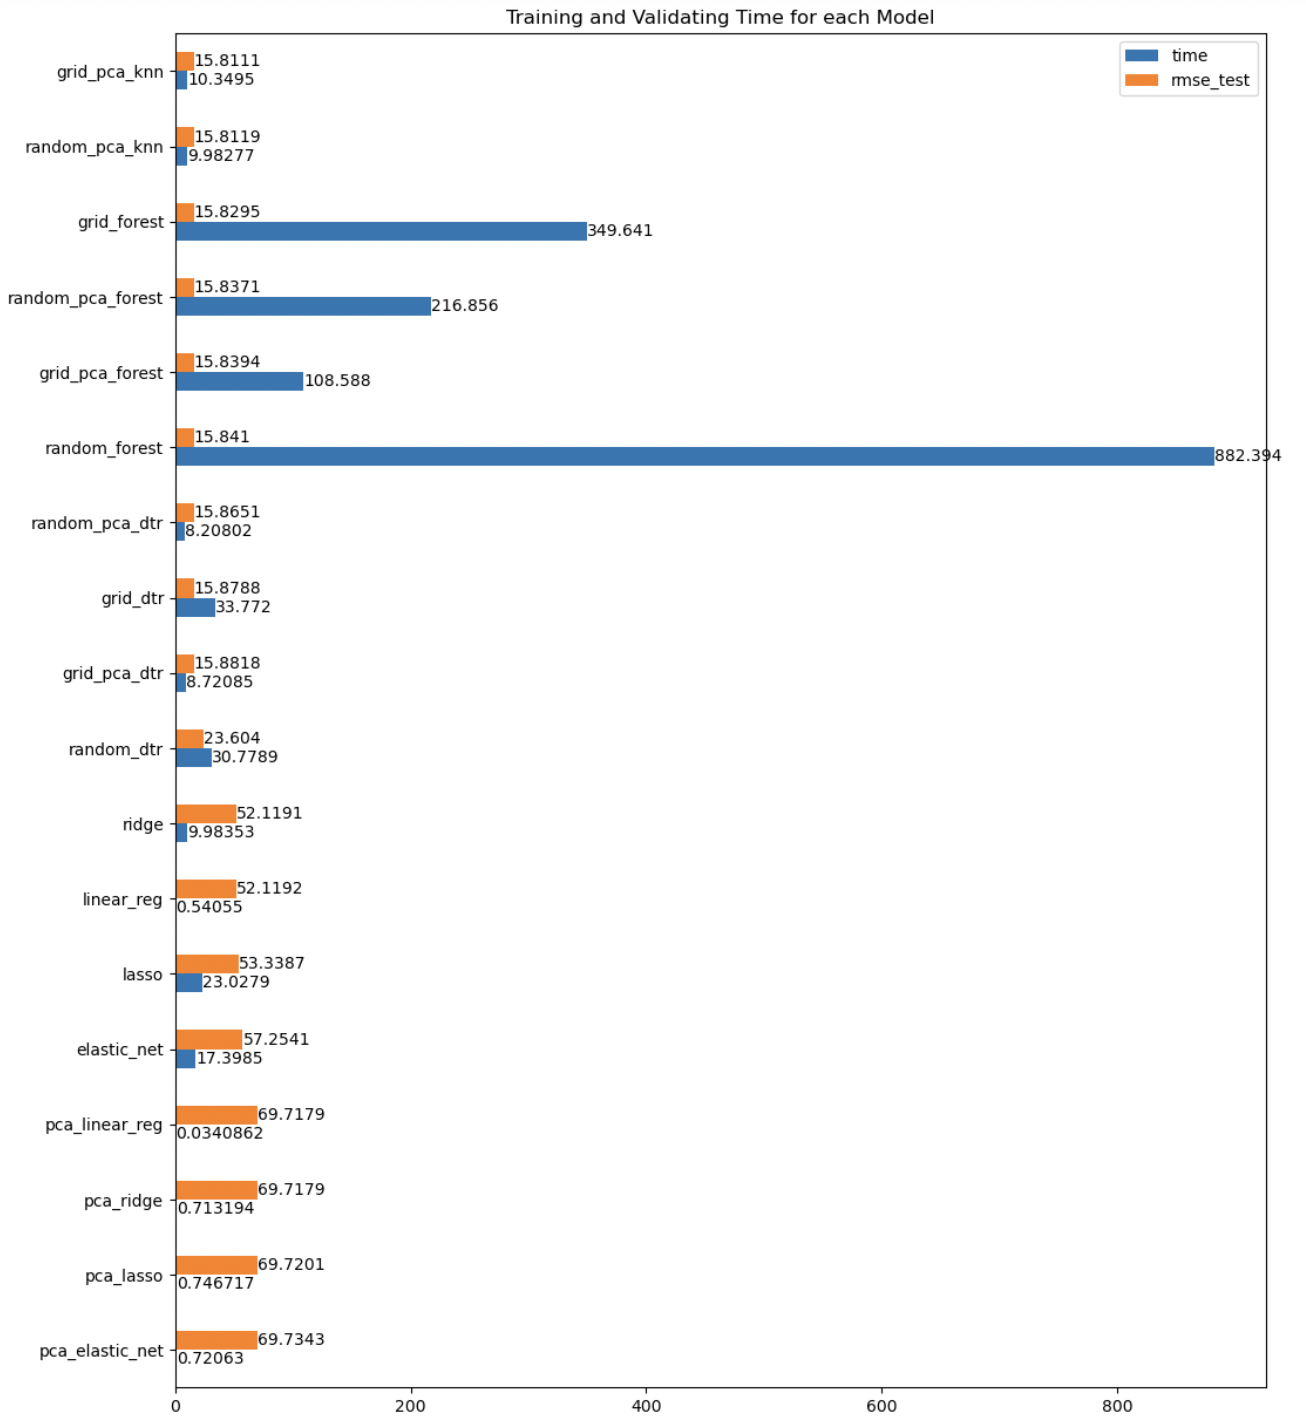 Training and Validating Time for each Model
time
rmse_test
grid_pca_knn
15.8111
10.3495
random_pca_knn
15.8119
9.98277
grid_forest
15.8295
349.641
random_pca_forest
15.8371
216.856
grid_pca_forest
15.8394
108.588
random_forest
15.841
882.394
random_pca_dtr
15.8651
8.20802
grid_dtr
15.8788
33.772
grid_pca_dtr
15.8818
8.72085
random_dtr
23.604
30.7789
ridge
52.1191
9.98353
linear_reg
52.1192
0.54055
lasso
53.3387
23.0279
elastic_net
57.2541
17.3985
pca_linear_reg
69.7179
0.0340862
pca_ridge
69.7179
0.713194
pca_lasso
69.7201
0.746717
pca_elastic_net
69.7343
0.72063
0 200 400 600 800